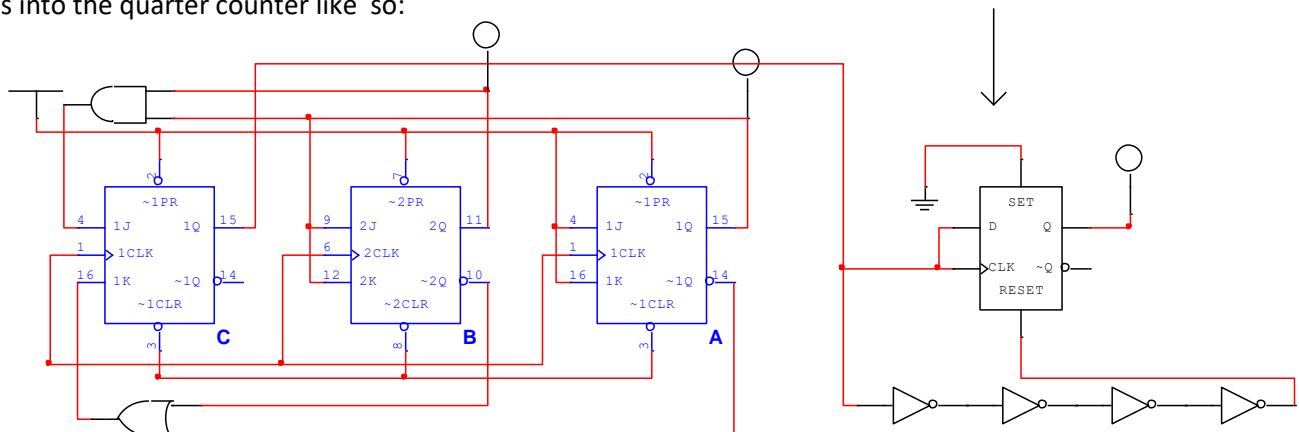 s into the quarter counter like so:
2 7 2
~1PR ~2PR ~1PR SET
4 1J 1Q 15 9 2J 2Q 11 4 1J 1Q 15 D Q
1 1CLK 6 2CLK 1 1CLK CLK ~Q
16 1K ~1Q 14 12 2K ~2Q 10 16 1K ~1Q 14 RESET
~1CLR ~2CLR ~1CLR
3 C 8 B 3 A